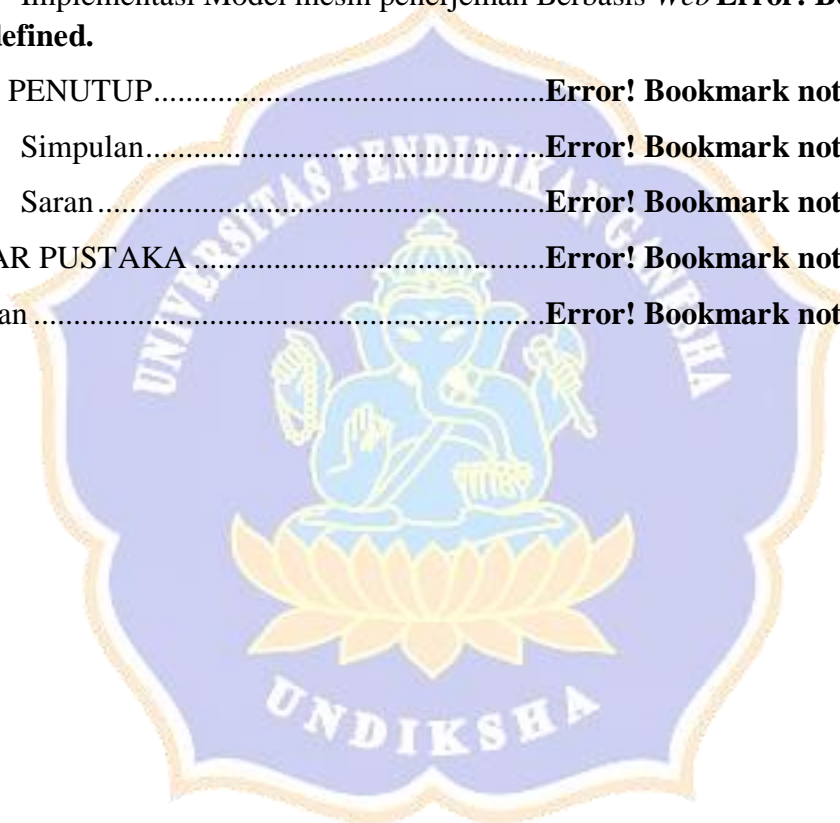 Implementasi Model mesin penerjemah Berbasis Web Error! B
defined.
PENUTUP Error! Bookmark not
Simpulan Error! Bookmark not
Saran Error! Bookmark not
AR PUSTAKA Error! Bookmark not
an Error! Bookmark not
UNIVERSITAS PENDIDIKAN GANESHA
UNDIKSHA